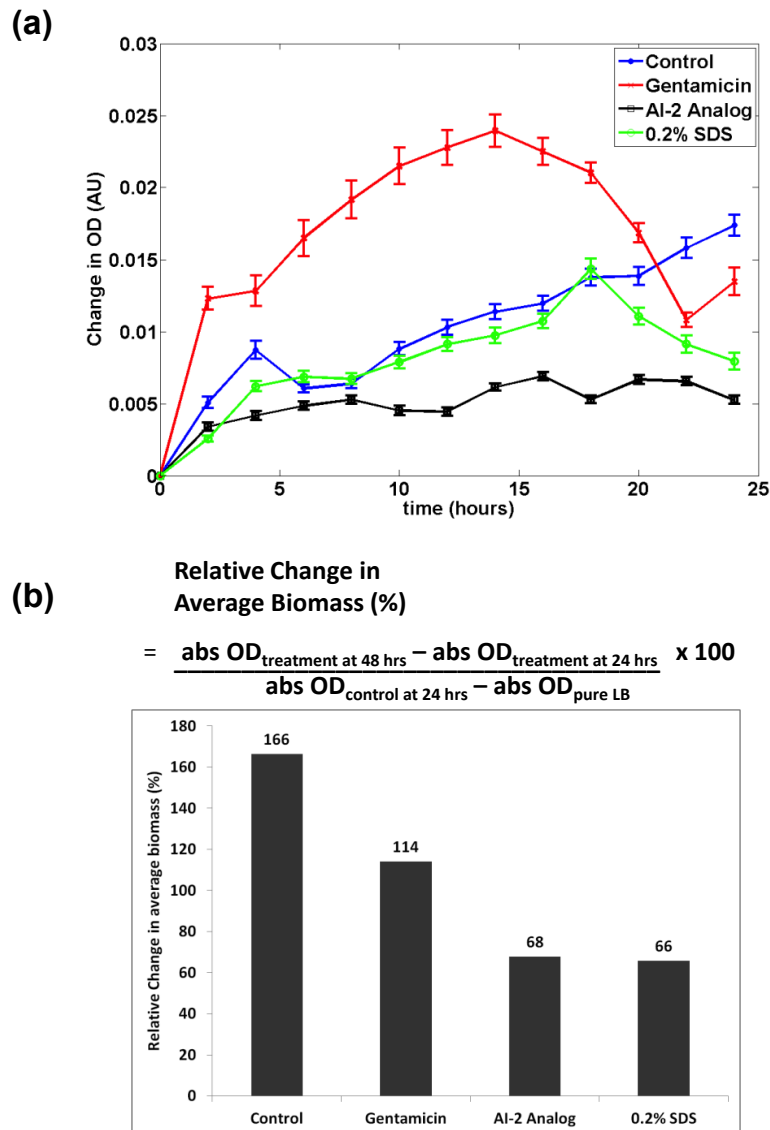 (a)
0.03
0.025
0.02
0.015
0.01
0.005
0
Change in OD (AU)
Control
Gentamicin
AI-2 Analog
0.2% SDS
0 5 10 15 20 25
time (hours)
(b)
Relative Change in
Average Biomass (%)
= abs OD treatment at 48 hrs – abs OD treatment at 24 hrs x 100
abs OD control at 24 hrs – abs OD pure LB
180
160
140
120
100
80
60
40
20
0
Relative Change in average biomass (%)
166
114
68
66
Control Gentamicin AI-2 Analog 0.2% SDS